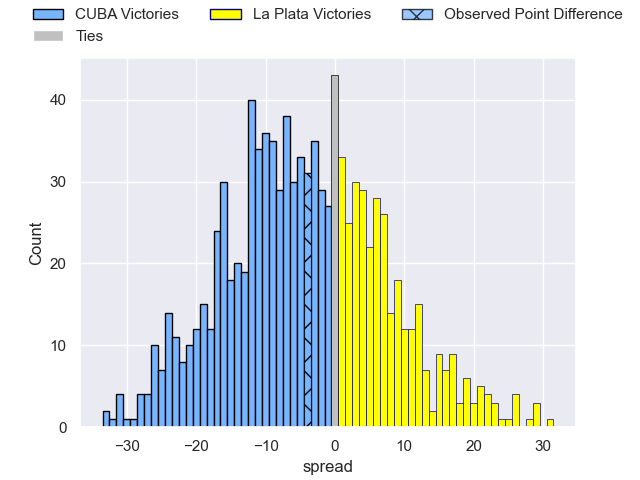 CUBA Victories La Plata Victories Observed Point Difference
Ties
40
30
20
10
0
Count
−30 −20 −10 0 10 20 30
spread